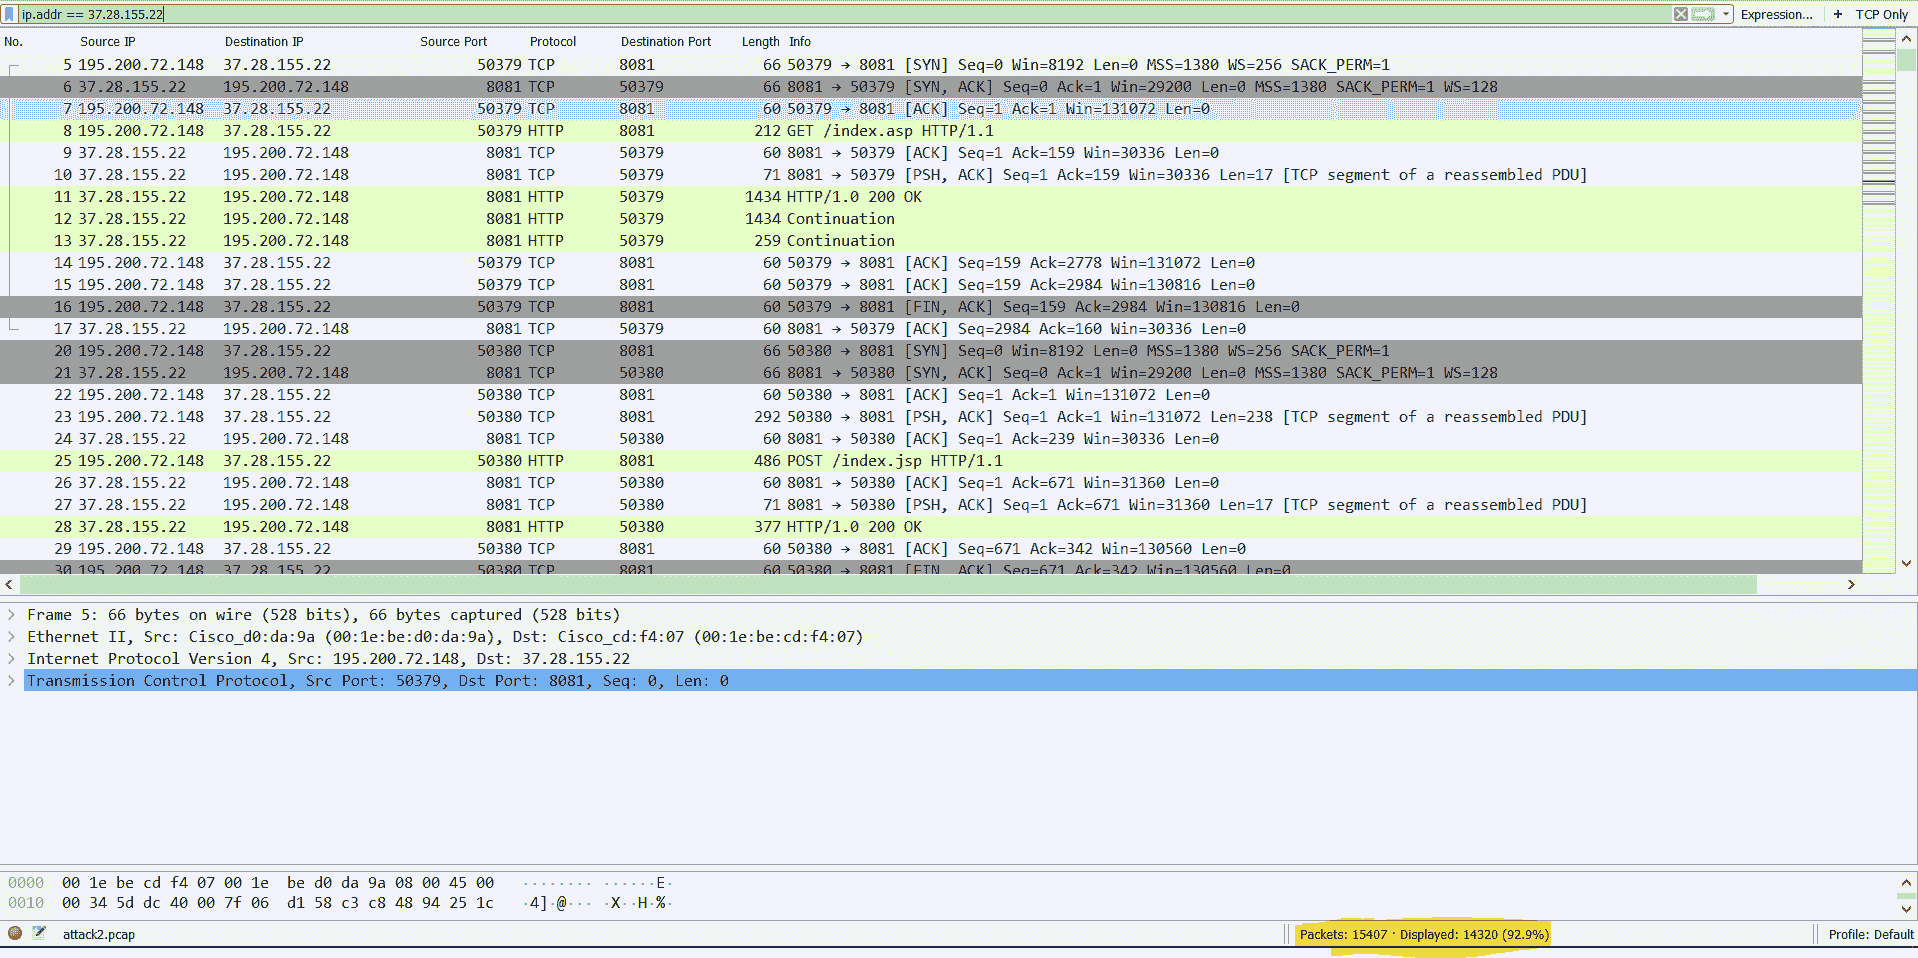 ip.addr == 37.28.155.22 Expression... + TCP Only
No. Source IP Destination IP Source Port Protocol Destination Port Length Info
5 195.200.72.148 37.28.155.22 50379 TCP 8081 66 50379 → 8081 [SYN] Seq=0 Win=8192 Len=0 MSS=1380 WS=256 SACK_PERM=1
6 37.28.155.22 195.200.72.148 8081 TCP 50379 66 8081 → 50379 [SYN, ACK] Seq=0 Ack=1 Win=29200 Len=0 MSS=1380 SACK_PERM=1 WS=128
7 195.200.72.148 37.28.155.22 50379 TCP 8081 60 50379 → 8081 [ACK] Seq=1 Ack=1 Win=131072 Len=0
8 195.200.72.148 37.28.155.22 50379 HTTP 8081 212 GET /index.asp HTTP/1.1
9 37.28.155.22 195.200.72.148 8081 TCP 50379 60 8081 → 50379 [ACK] Seq=1 Ack=159 Win=30336 Len=0
10 37.28.155.22 195.200.72.148 8081 TCP 50379 71 8081 → 50379 [PSH, ACK] Seq=1 Ack=159 Win=30336 Len=17 [TCP segment of a reassembled PDU]
11 37.28.155.22 195.200.72.148 8081 HTTP 50379 1434 HTTP/1.0 200 OK
12 37.28.155.22 195.200.72.148 8081 HTTP 50379 1434 Continuation
13 37.28.155.22 195.200.72.148 8081 HTTP 50379 259 Continuation
14 195.200.72.148 37.28.155.22 50379 TCP 8081 60 50379 → 8081 [ACK] Seq=159 Ack=2778 Win=131072 Len=0
15 195.200.72.148 37.28.155.22 50379 TCP 8081 60 50379 → 8081 [ACK] Seq=159 Ack=2984 Win=130816 Len=0
16 195.200.72.148 37.28.155.22 50379 TCP 8081 60 50379 → 8081 [FIN, ACK] Seq=159 Ack=2984 Win=130816 Len=0
17 37.28.155.22 195.200.72.148 8081 TCP 50379 60 8081 → 50379 [ACK] Seq=2984 Ack=160 Win=30336 Len=0
20 195.200.72.148 37.28.155.22 50380 TCP 8081 66 50380 → 8081 [SYN] Seq=0 Win=8192 Len=0 MSS=1380 WS=256 SACK_PERM=1
21 37.28.155.22 195.200.72.148 8081 TCP 50380 66 8081 → 50380 [SYN, ACK] Seq=0 Ack=1 Win=29200 Len=0 MSS=1380 SACK_PERM=1 WS=128
22 195.200.72.148 37.28.155.22 50380 TCP 8081 60 50380 → 8081 [ACK] Seq=1 Ack=1 Win=131072 Len=0
23 195.200.72.148 37.28.155.22 50380 TCP 8081 292 50380 → 8081 [PSH, ACK] Seq=1 Ack=1 Win=131072 Len=238 [TCP segment of a reassembled PDU]
24 37.28.155.22 195.200.72.148 8081 TCP 50380 60 8081 → 50380 [ACK] Seq=1 Ack=239 Win=30336 Len=0
25 195.200.72.148 37.28.155.22 50380 HTTP 8081 486 POST /index.jsp HTTP/1.1
26 37.28.155.22 195.200.72.148 8081 TCP 50380 60 8081 → 50380 [ACK] Seq=1 Ack=671 Win=31360 Len=0
27 37.28.155.22 195.200.72.148 8081 TCP 50380 71 8081 → 50380 [PSH, ACK] Seq=1 Ack=671 Win=31360 Len=17 [TCP segment of a reassembled PDU]
28 37.28.155.22 195.200.72.148 8081 HTTP 50380 377 HTTP/1.0 200 OK
29 195.200.72.148 37.28.155.22 50380 TCP 8081 60 50380 → 8081 [ACK] Seq=671 Ack=342 Win=130560 Len=0
30 195.200.72.148 37.28.155.22 50380 TCP 8081 60 50380 → 8081 [FIN, ACK] Seq=671 Ack=342 Win=130560 Len=0
Frame 5: 66 bytes on wire (528 bits), 66 bytes captured (528 bits)
Ethernet II, Src: Cisco_d0:da:9a (00:1e:be:d0:da:9a), Dst: Cisco_cd:f4:07 (00:1e:be:cd:f4:07)
Internet Protocol Version 4, Src: 195.200.72.148, Dst: 37.28.155.22
Transmission Control Protocol, Src Port: 50379, Dst Port: 8081, Seq: 0, Len: 0
0000 00 1e be cd f4 07 00 1e be d0 da 9a 08 00 45 00 ········ ······E·
0010 00 34 5d dc 40 00 7f 06 d1 58 c3 c8 48 94 25 1c ·4]·@··· ·X··H·%·
attack2.pcap Packets: 15407 · Displayed: 14320 (92.9%) Profile: Default